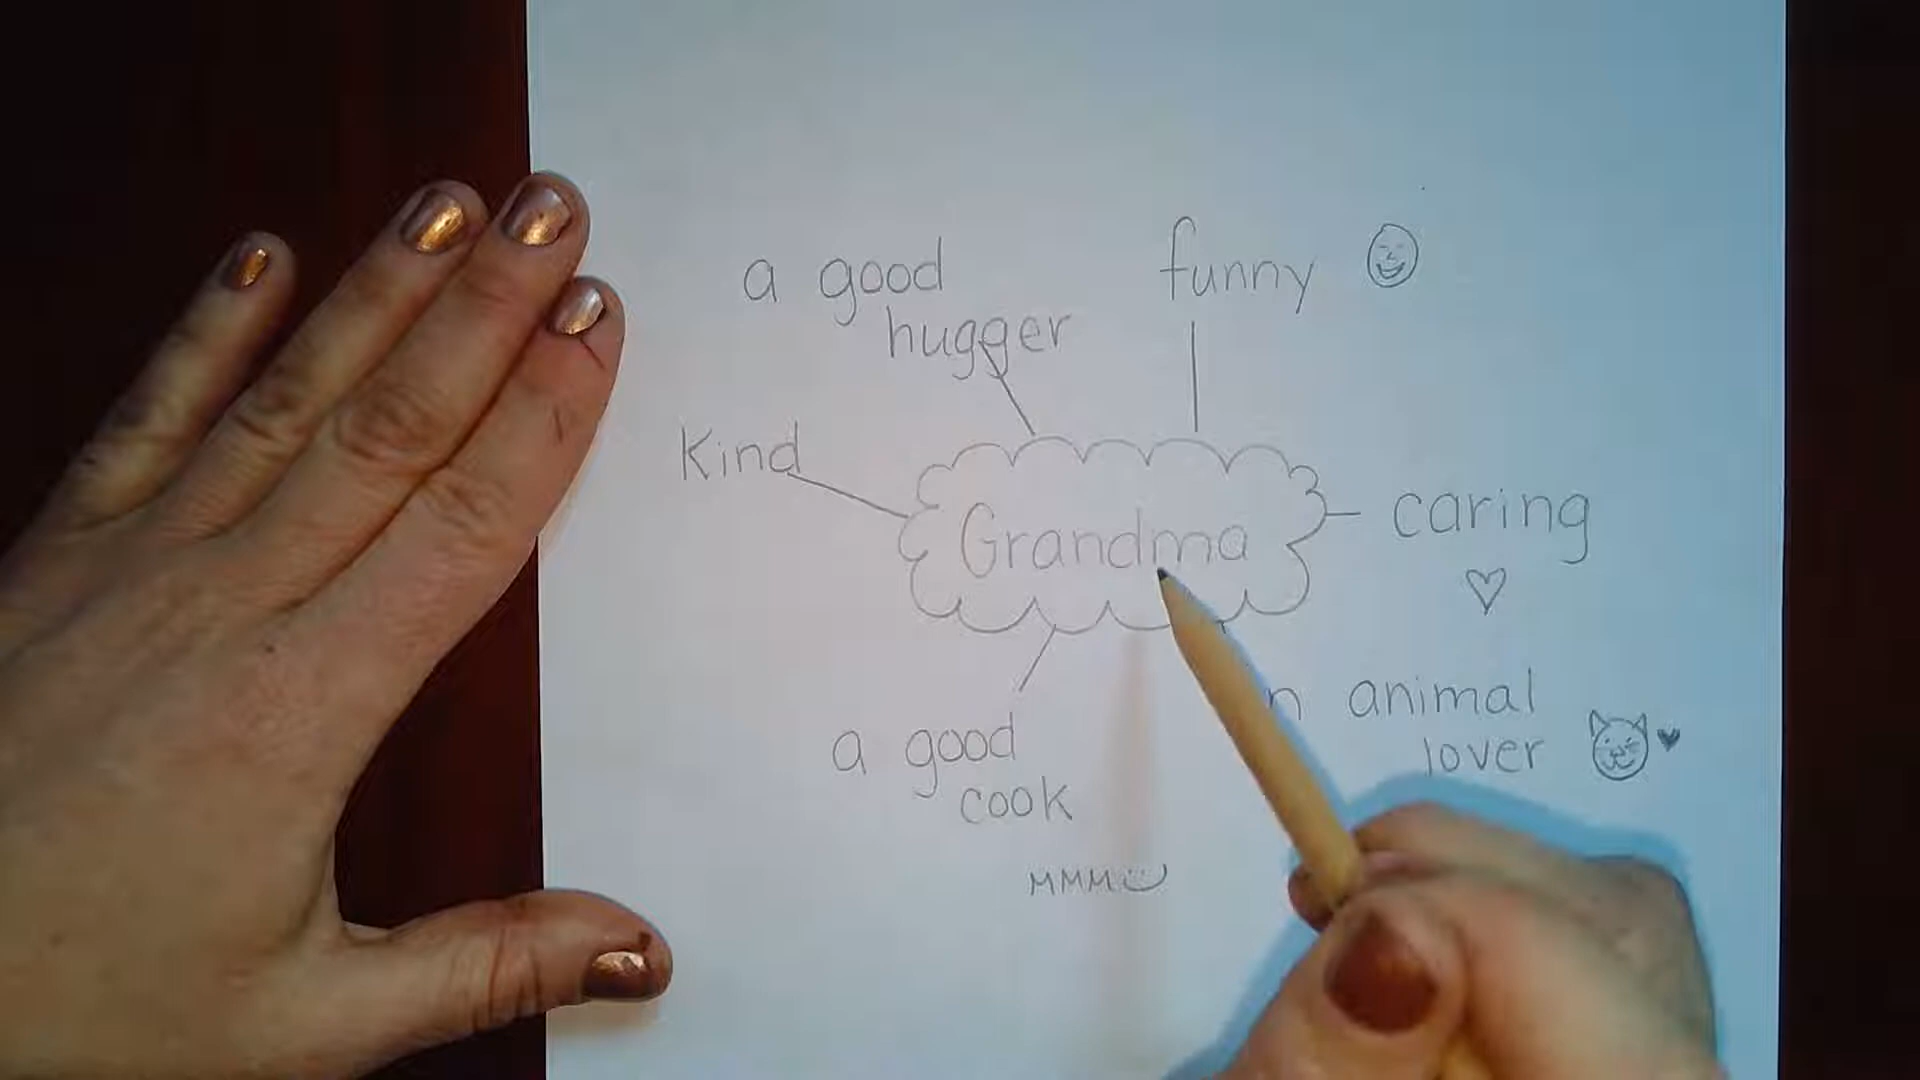 a good
hugger
funny
Kind
Grandma
caring
animal
lover
a good
cook
MMM